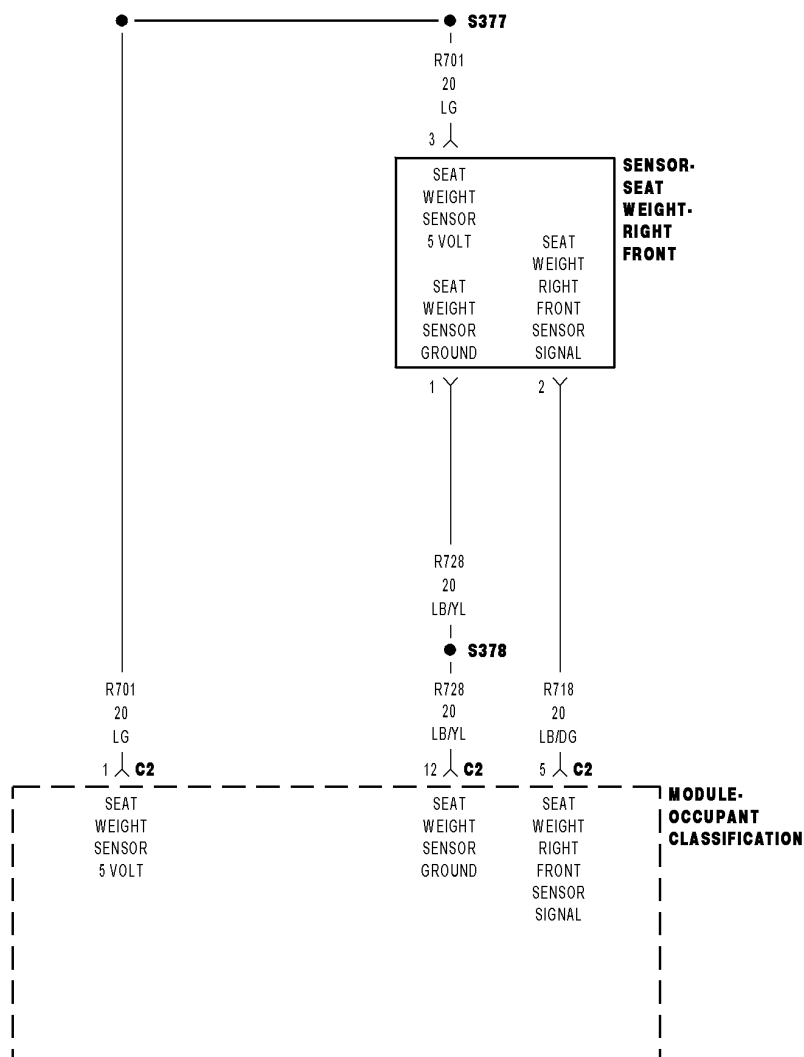 S377
R701
20
LG
3
SEAT
WEIGHT
SENSOR
5 VOLT
SEAT
WEIGHT
SENSOR
GROUND
SEAT
WEIGHT
RIGHT
FRONT
SENSOR
SIGNAL
SENSOR-
SEAT
WEIGHT-
RIGHT
FRONT
1
2
R728
20
LB/YL
S378
R701
20
LG
1 C2
R728
20
LB/YL
12 C2
R718
20
LB/DG
5 C2
SEAT
WEIGHT
SENSOR
5 VOLT
SEAT
WEIGHT
SENSOR
GROUND
SEAT
WEIGHT
RIGHT
FRONT
SENSOR
SIGNAL
MODULE-
OCCUPANT
CLASSIFICATION